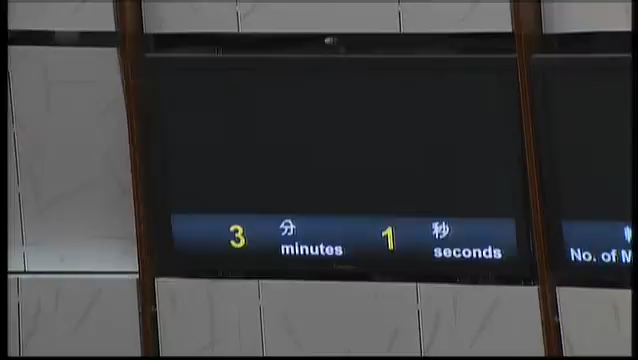 3 分 1 秒
minutes seconds
No. of M